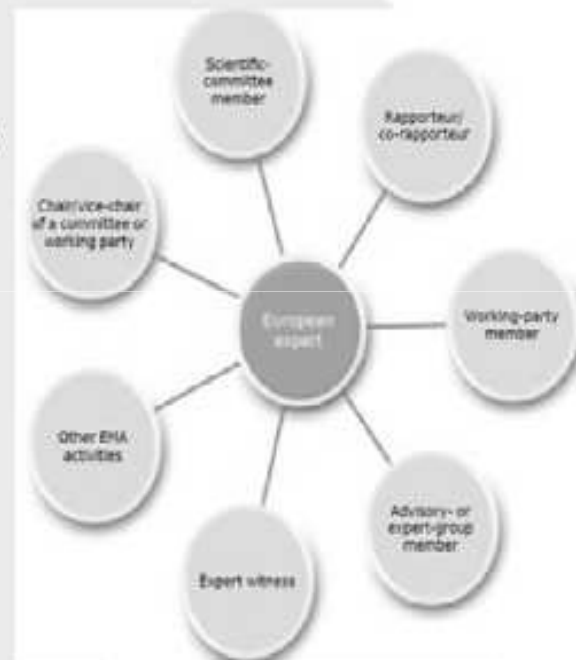 Scientific-
committee
member
Rapporteur/
co-rapporteur
Chair/vice-chair
of a committee or
working party
European
expert
Working-party
member
Other EMA
activities
Advisory- or
expert-group
member
Expert witness